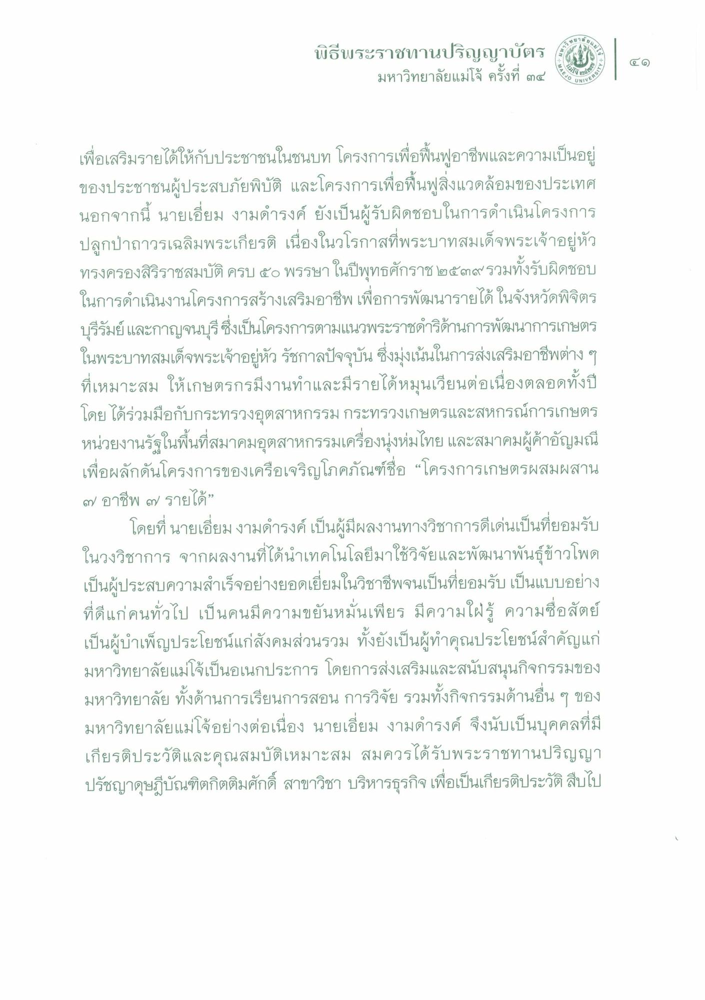 พิธีพระราชทานปริญญาบัตร
มหาวิทยาลัยแม่โจ้ ครั้งที่ ๓๔
มหาวิทยาลัยแม่โจ้
แม่โจ้ ๒๔๗๗
MAEJO UNIVERSITY
๔๑
เพื่อเสริมรายได้ให้กับประชาชนในชนบท โครงการเพื่อฟื้นฟูอาชีพและความเป็นอยู่
ของประชาชนผู้ประสบภัยพิบัติ และโครงการเพื่อฟื้นฟูสิ่งแวดล้อมของประเทศ
นอกจากนี้ นายเอี่ยม งามดำรงค์ ยังเป็นผู้รับผิดชอบในการดำเนินโครงการ
ปลูกป่าถาวรเฉลิมพระเกียรติ เนื่องในวโรกาสที่พระบาทสมเด็จพระเจ้าอยู่หัว
ทรงครองสิริราชสมบัติ ครบ ๕๐ พรรษา ในปีพุทธศักราช ๒๕๓๙ รวมทั้งรับผิดชอบ
ในการดำเนินงานโครงการสร้างเสริมอาชีพ เพื่อการพัฒนารายได้ ในจังหวัดพิจิตร
บุรีรัมย์ และกาญจนบุรี ซึ่งเป็นโครงการตามแนวพระราชดำริด้านการพัฒนาการเกษตร
ในพระบาทสมเด็จพระเจ้าอยู่หัว รัชกาลปัจจุบัน ซึ่งมุ่งเน้นในการส่งเสริมอาชีพต่าง ๆ
ที่เหมาะสม ให้เกษตรกรมีงานทำและมีรายได้หมุนเวียนต่อเนื่องตลอดทั้งปี
โดย ได้ร่วมมือกับกระทรวงอุตสาหกรรม กระทรวงเกษตรและสหกรณ์การเกษตร
หน่วยงานรัฐในพื้นที่สมาคมอุตสาหกรรมเครื่องนุ่งห่มไทย และสมาคมผู้ค้าอัญมณี
เพื่อผลักดันโครงการของเครือเจริญโภคภัณฑ์ชื่อ “โครงการเกษตรผสมผสาน
๗ อาชีพ ๗ รายได้”
โดยที่ นายเอี่ยม งามดำรงค์ เป็นผู้มีผลงานทางวิชาการดีเด่นเป็นที่ยอมรับ
ในวงวิชาการ จากผลงานที่ได้นำเทคโนโลยีมาใช้วิจัยและพัฒนาพันธุ์ข้าวโพด
เป็นผู้ประสบความสำเร็จอย่างยอดเยี่ยมในวิชาชีพจนเป็นที่ยอมรับ เป็นแบบอย่าง
ที่ดีแก่คนทั่วไป เป็นคนมีความขยันหมั่นเพียร มีความใฝ่รู้ ความซื่อสัตย์
เป็นผู้บำเพ็ญประโยชน์แก่สังคมส่วนรวม ทั้งยังเป็นผู้ทำคุณประโยชน์สำคัญแก่
มหาวิทยาลัยแม่โจ้เป็นอเนกประการ โดยการส่งเสริมและสนับสนุนกิจกรรมของ
มหาวิทยาลัย ทั้งด้านการเรียนการสอน การวิจัย รวมทั้งกิจกรรมด้านอื่น ๆ ของ
มหาวิทยาลัยแม่โจ้อย่างต่อเนื่อง นายเอี่ยม งามดำรงค์ จึงนับเป็นบุคคลที่มี
เกียรติประวัติและคุณสมบัติเหมาะสม สมควรได้รับพระราชทานปริญญา
ปรัชญาดุษฎีบัณฑิตกิตติมศักดิ์ สาขาวิชา บริหารธุรกิจ เพื่อเป็นเกียรติประวัติ สืบไป